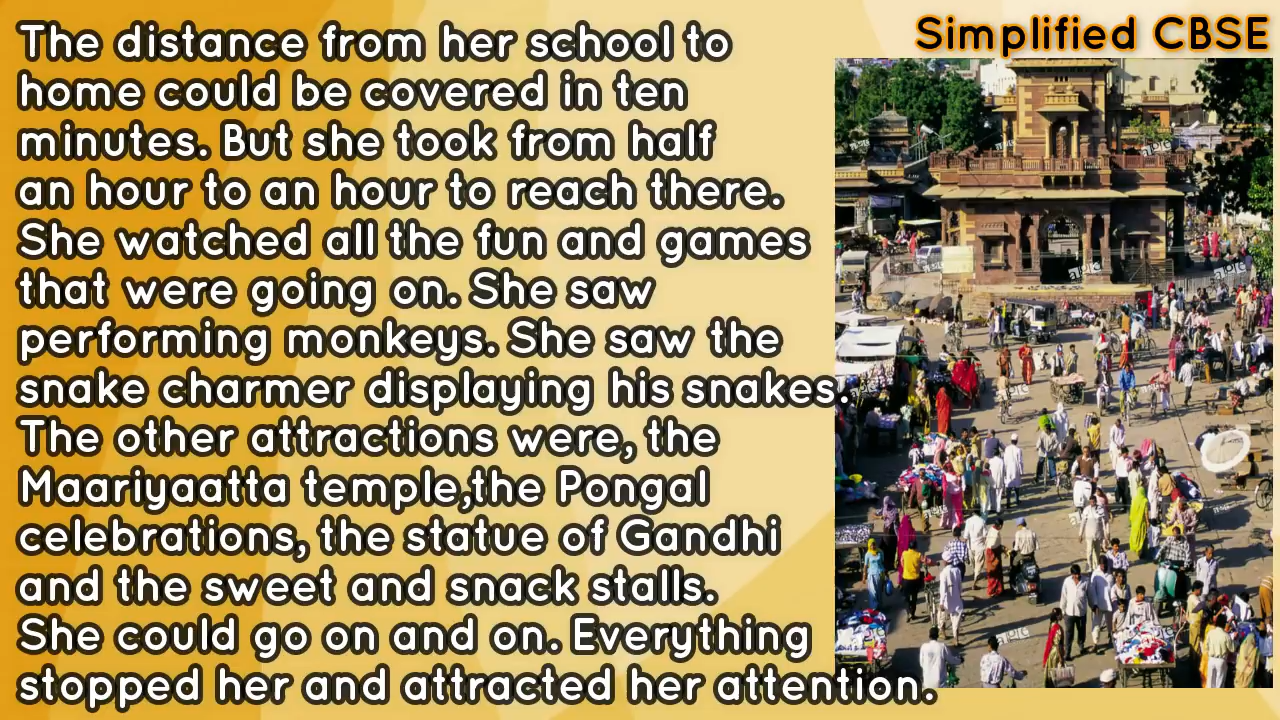 Simplified CBSE
The distance from her school to
home could be covered in ten
minutes. But she took from half
an hour to an hour to reach there.
She watched all the fun and games
that were going on. She saw
performing monkeys. She saw the
snake charmer displaying his snakes.
The other attractions were, the
Maariyaatta temple,the Pongal
celebrations, the statue of Gandhi
and the sweet and snack stalls.
She could go on and on. Everything
stopped her and attracted her attention.